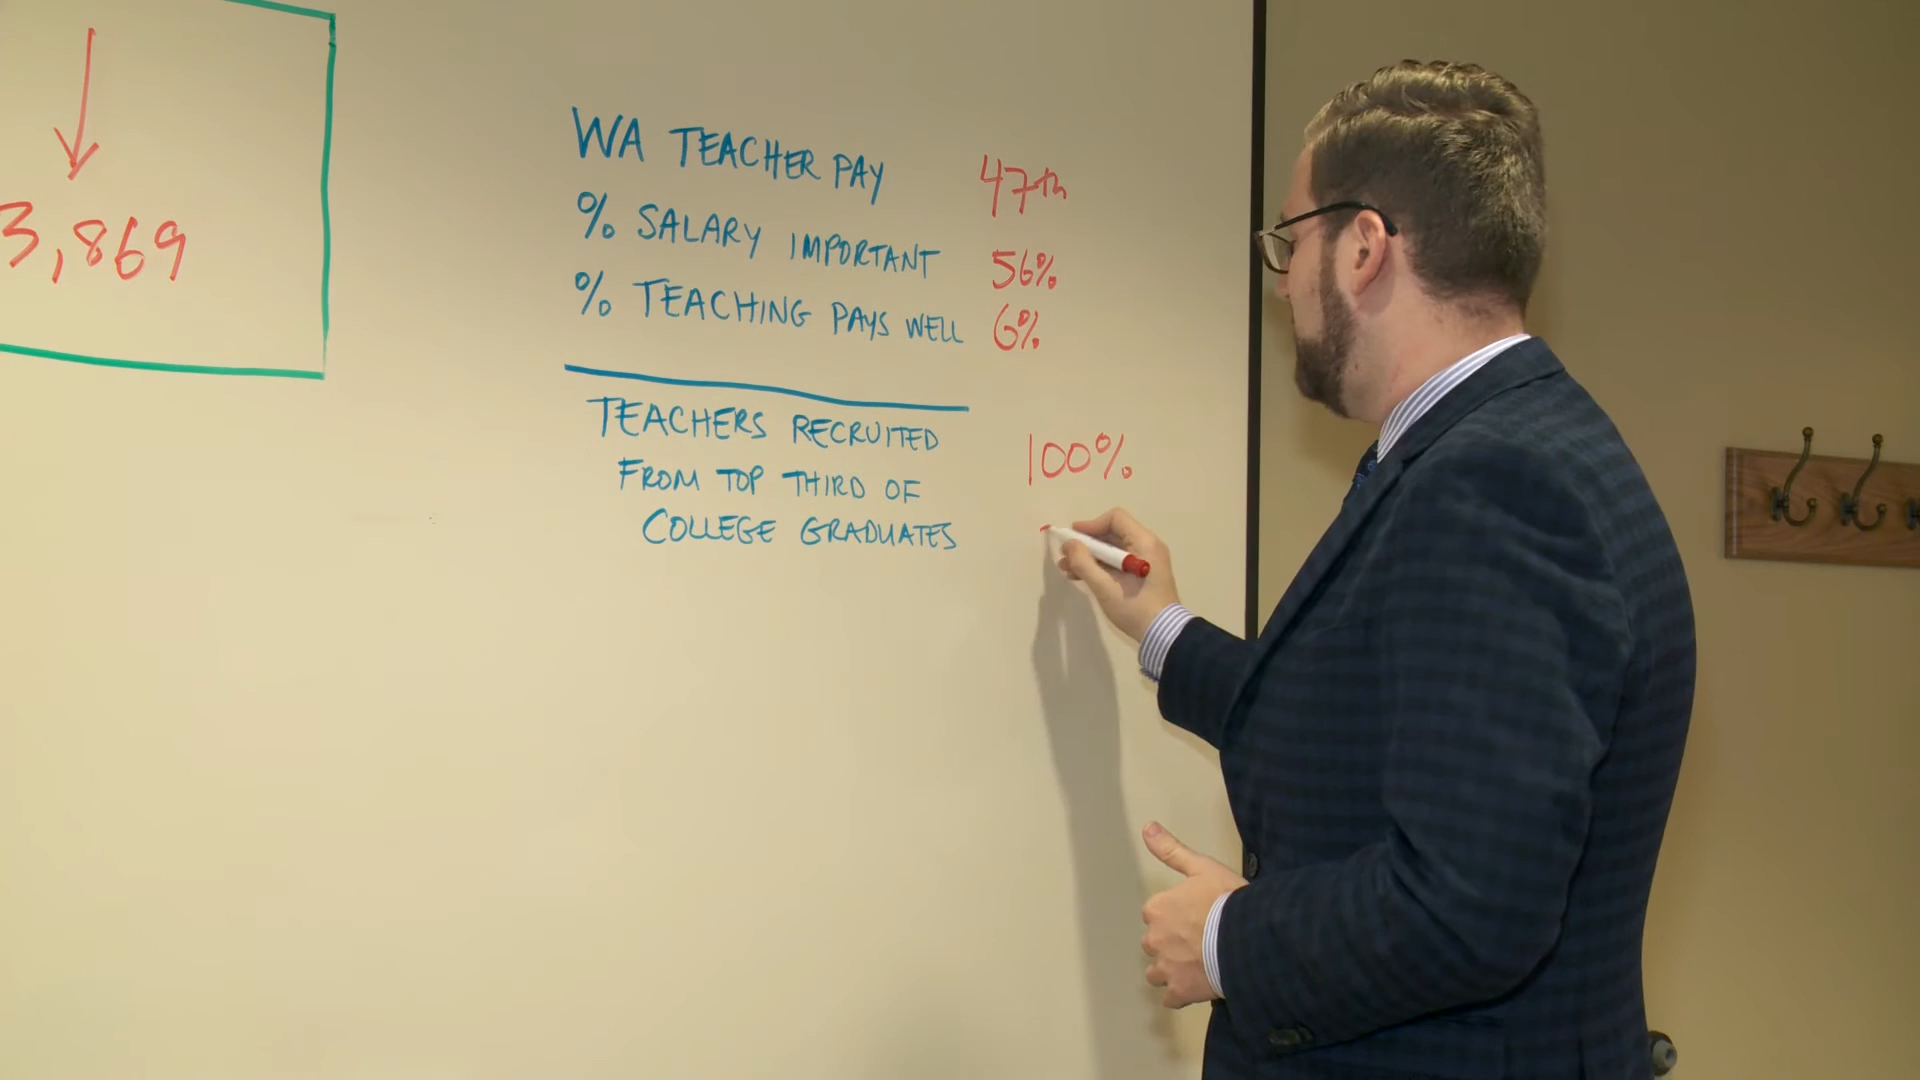 3,869
WA TEACHER PAY 47th
% SALARY IMPORTANT 56%
% TEACHING PAYS WELL 6%
TEACHERS RECRUITED 100%
FROM TOP THIRD OF
COLLEGE GRADUATES